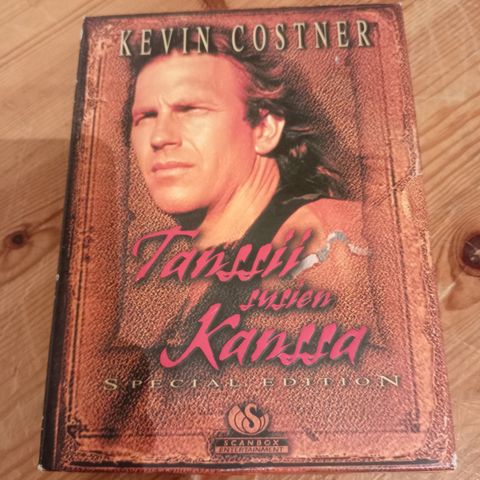 KEVIN COSTNER
Tanssii
susien
Kanssa
SPECIAL EDITION
S
SCANBOX
ENTERTAINMENT